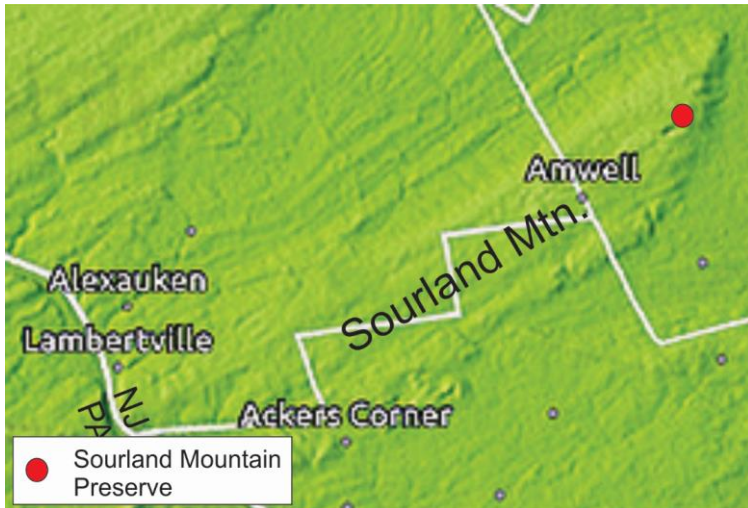 Amwell
Sourland Mtn.
Alexauken
Lambertville
NJ
PA
Ackers Corner
Sourland Mountain
Preserve